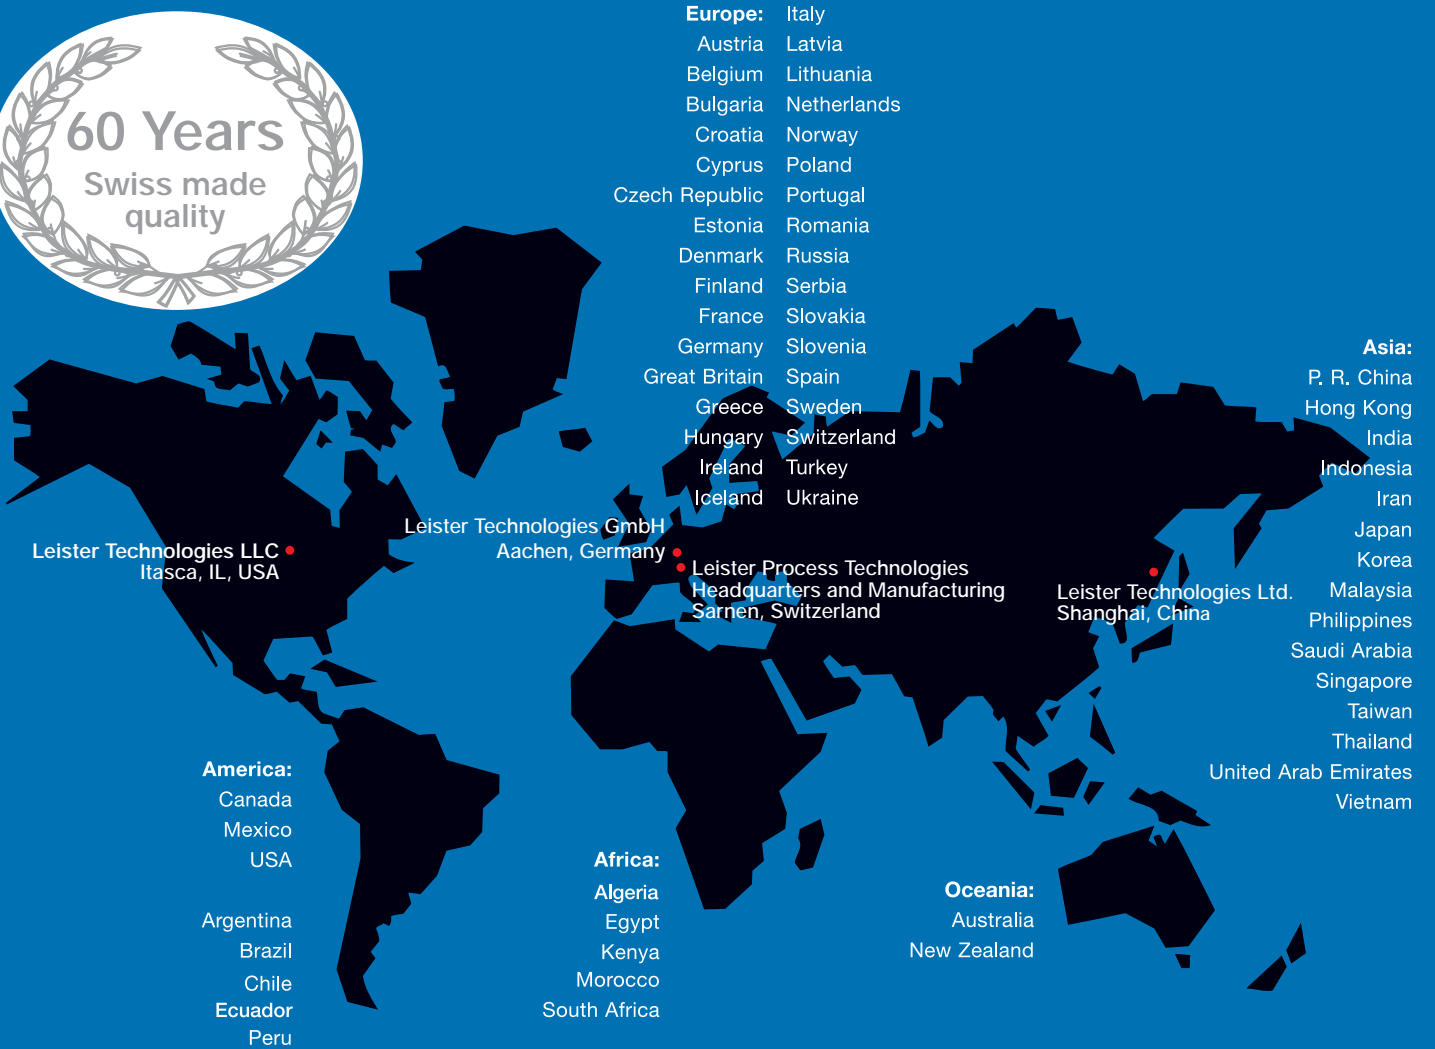 60 Years
Swiss made
quality
Europe:
Austria
Belgium
Bulgaria
Croatia
Cyprus
Czech Republic
Estonia
Denmark
Finland
France
Germany
Great Britain
Greece
Hungary
Ireland
Iceland
Italy
Latvia
Lithuania
Netherlands
Norway
Poland
Portugal
Romania
Russia
Serbia
Slovakia
Slovenia
Spain
Sweden
Switzerland
Turkey
Ukraine
Asia:
P. R. China
Hong Kong
India
Indonesia
Iran
Japan
Korea
Malaysia
Philippines
Saudi Arabia
Singapore
Taiwan
Thailand
United Arab Emirates
Vietnam
Leister Technologies LLC
Itasca, IL, USA
Leister Technologies GmbH
Aachen, Germany
Leister Process Technologies
Headquarters and Manufacturing
Sarnen, Switzerland
Leister Technologies Ltd.
Shanghai, China
America:
Canada
Mexico
USA
Argentina
Brazil
Chile
Ecuador
Peru
Africa:
Algeria
Egypt
Kenya
Morocco
South Africa
Oceania:
Australia
New Zealand